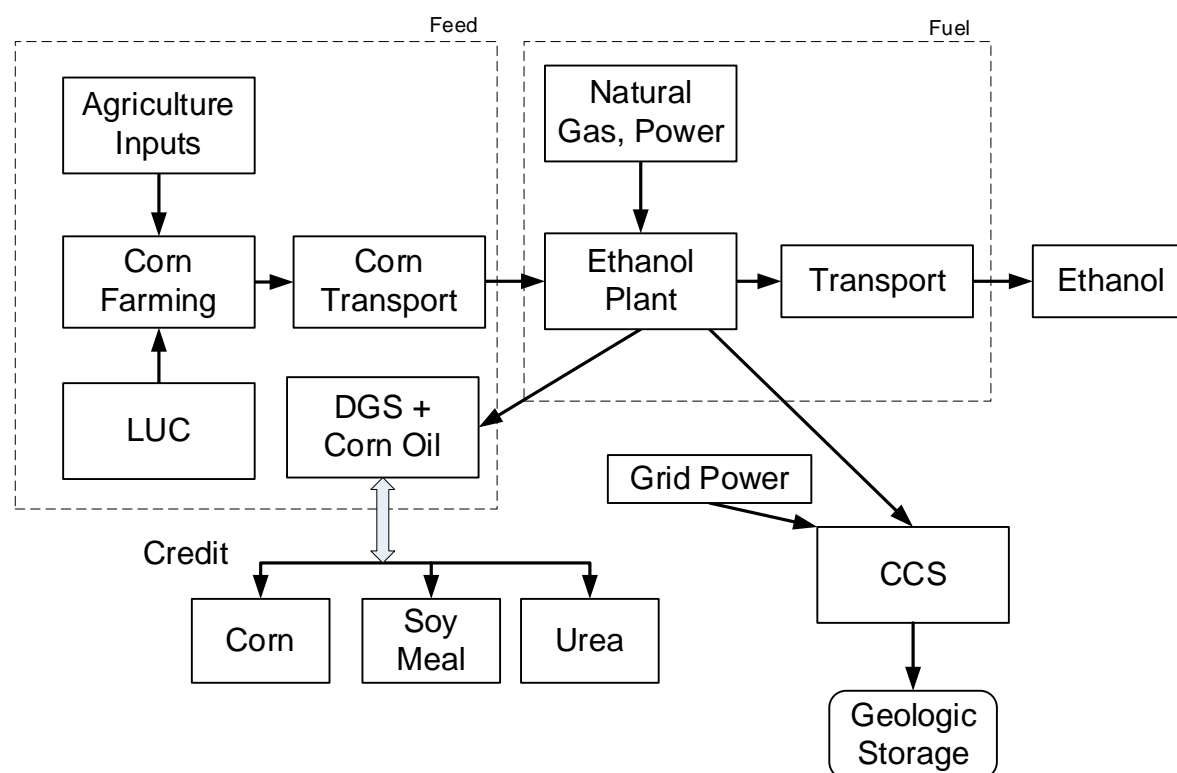 Feed
Fuel
Agriculture
Inputs
Natural
Gas, Power
Corn
Farming
Corn
Transport
Ethanol
Plant
Transport
Ethanol
LUC
DGS +
Corn Oil
Grid Power
Credit
CCS
Corn
Soy
Meal
Urea
Geologic
Storage